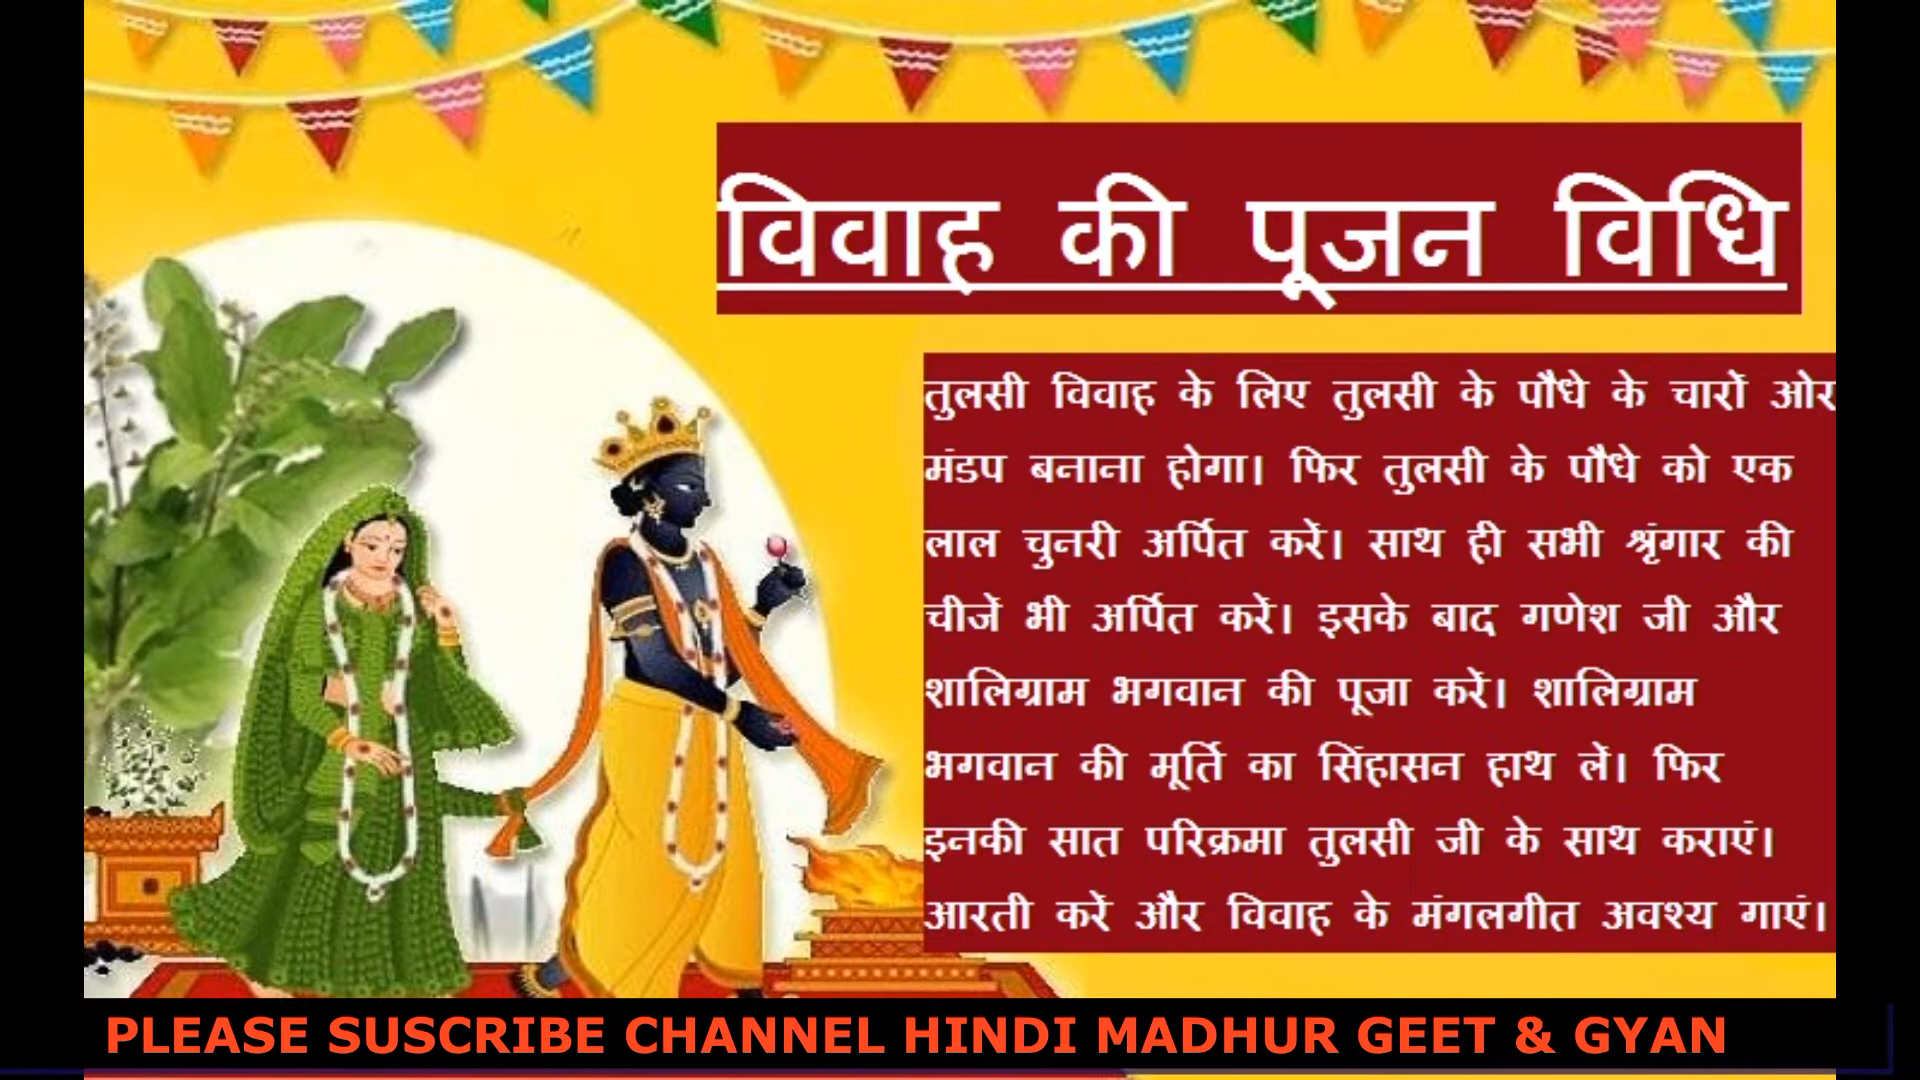 विवाह की पूजन विधि
तुलसी विवाह के लिए तुलसी के पौधे के चारों ओर
मंडप बनाना होगा। फिर तुलसी के पौधे को एक
लाल चुनरी अर्पित करें। साथ ही सभी श्रृंगार की
चीजें भी अर्पित करें। इसके बाद गणेश जी और
शालिग्राम भगवान की पूजा करें। शालिग्राम
भगवान की मूर्ति का सिंहासन हाथ लें। फिर
इनकी सात परिक्रमा तुलसी जी के साथ कराएं।
आरती करें और विवाह के मंगलगीत अवश्य गाएं।
PLEASE SUSCRIBE CHANNEL HINDI MADHUR GEET & GYAN